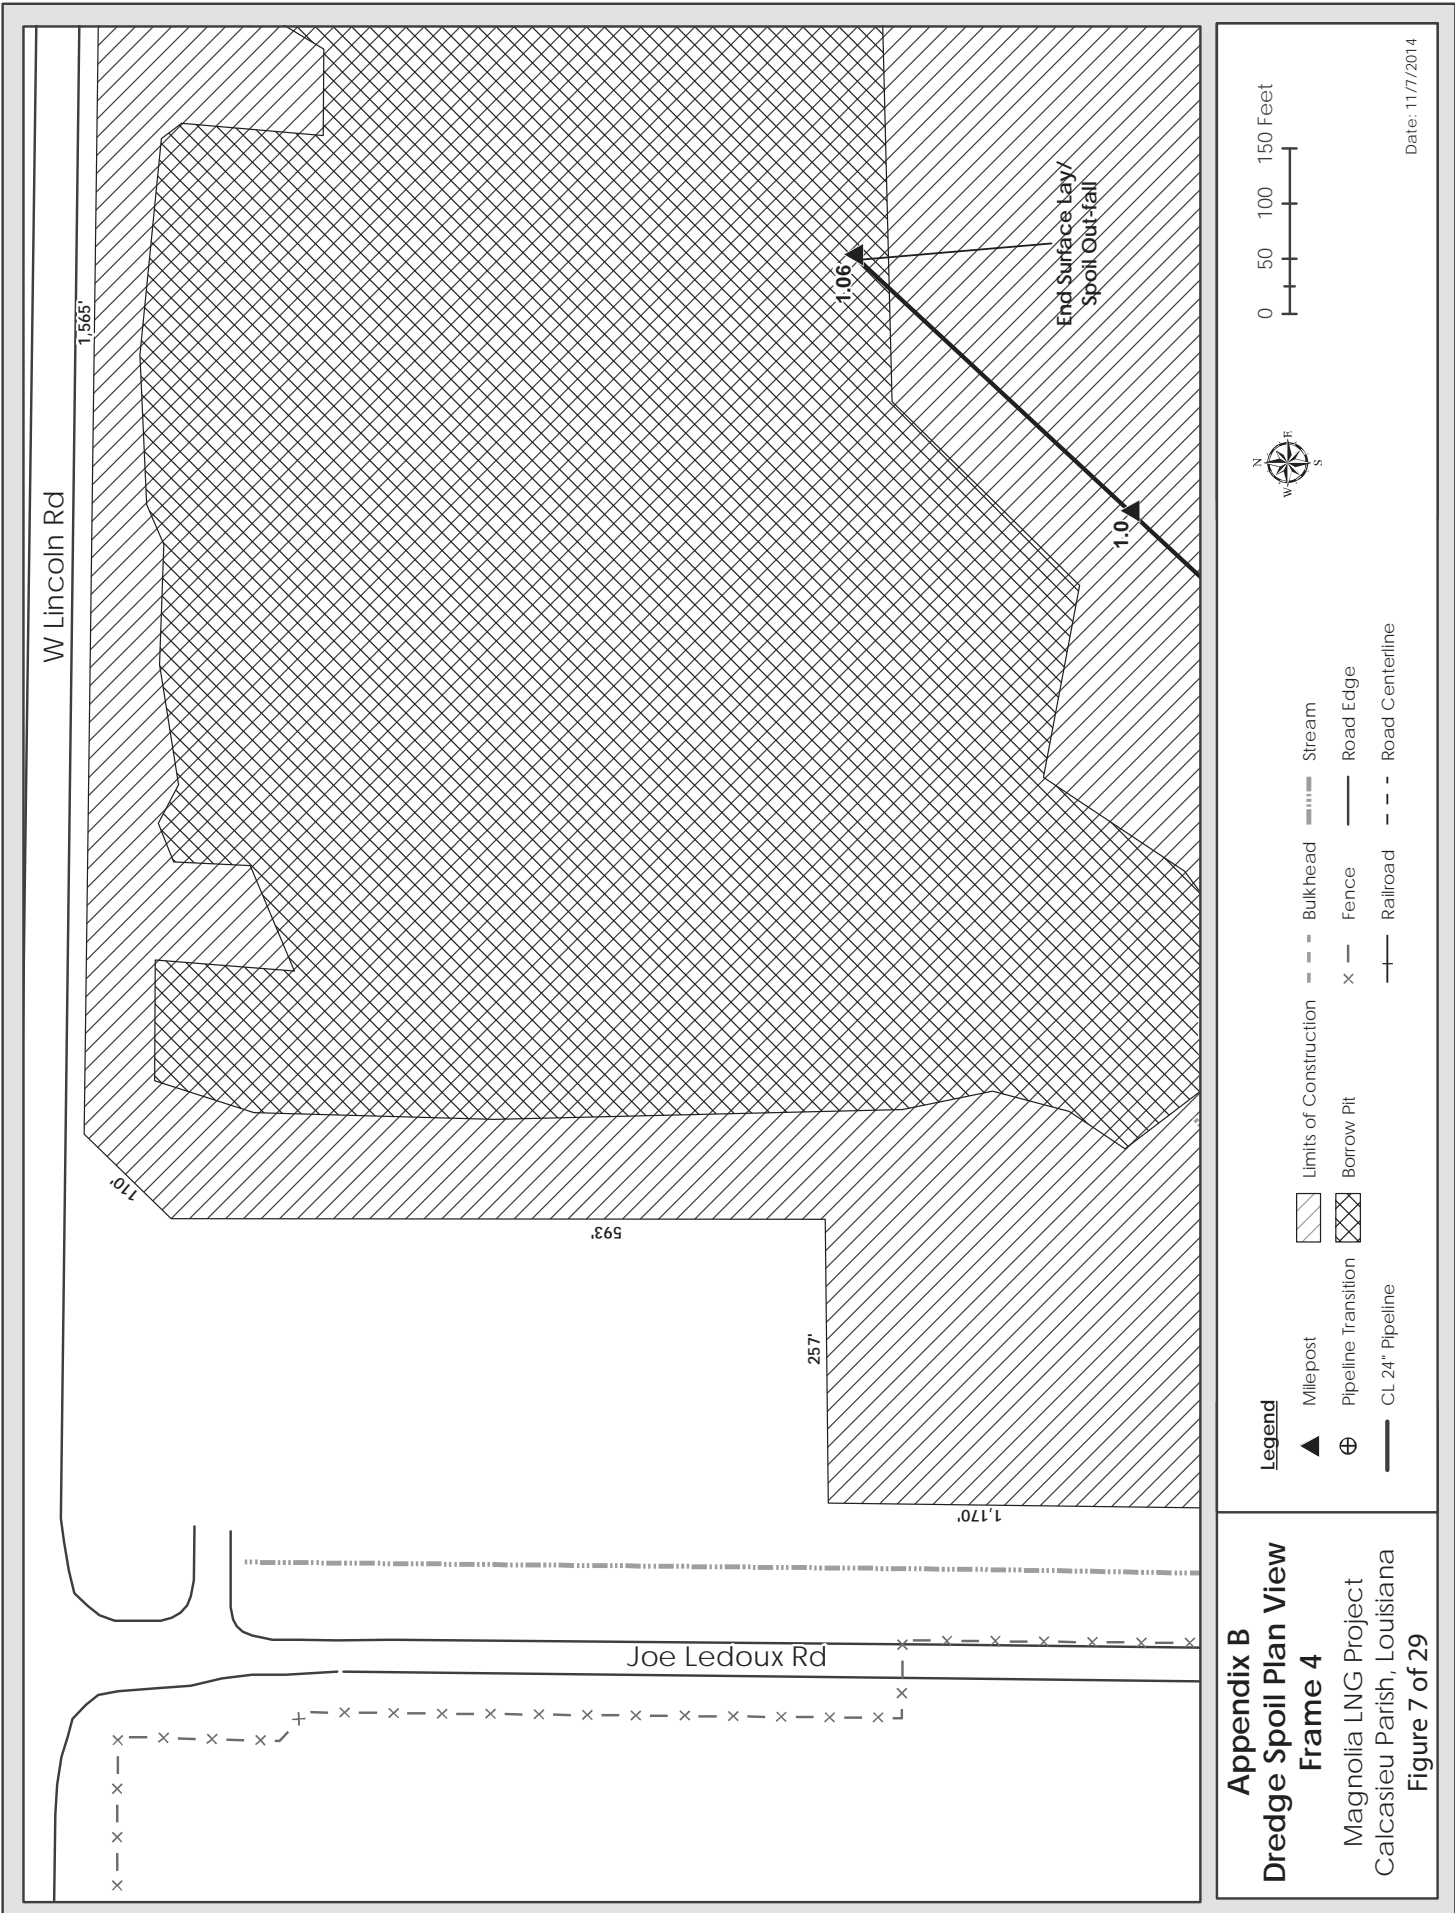 W Lincoln Rd
1,565'
110'
593'
257'
1,170'
Joe Ledoux Rd
1.06
1.0
End Surface Lay/
Spoil Out-fall
Appendix B
Dredge Spoil Plan View
Frame 4
Magnolia LNG Project
Calcasieu Parish, Louisiana
Figure 7 of 29
Legend
Milepost
Pipeline Transition
CL 24" Pipeline
Limits of Construction
Borrow Pit
Bulkhead
Fence
Railroad
Stream
Road Edge
Road Centerline
N
W
E
S
0 50 100 150 Feet
Date: 11/7/2014